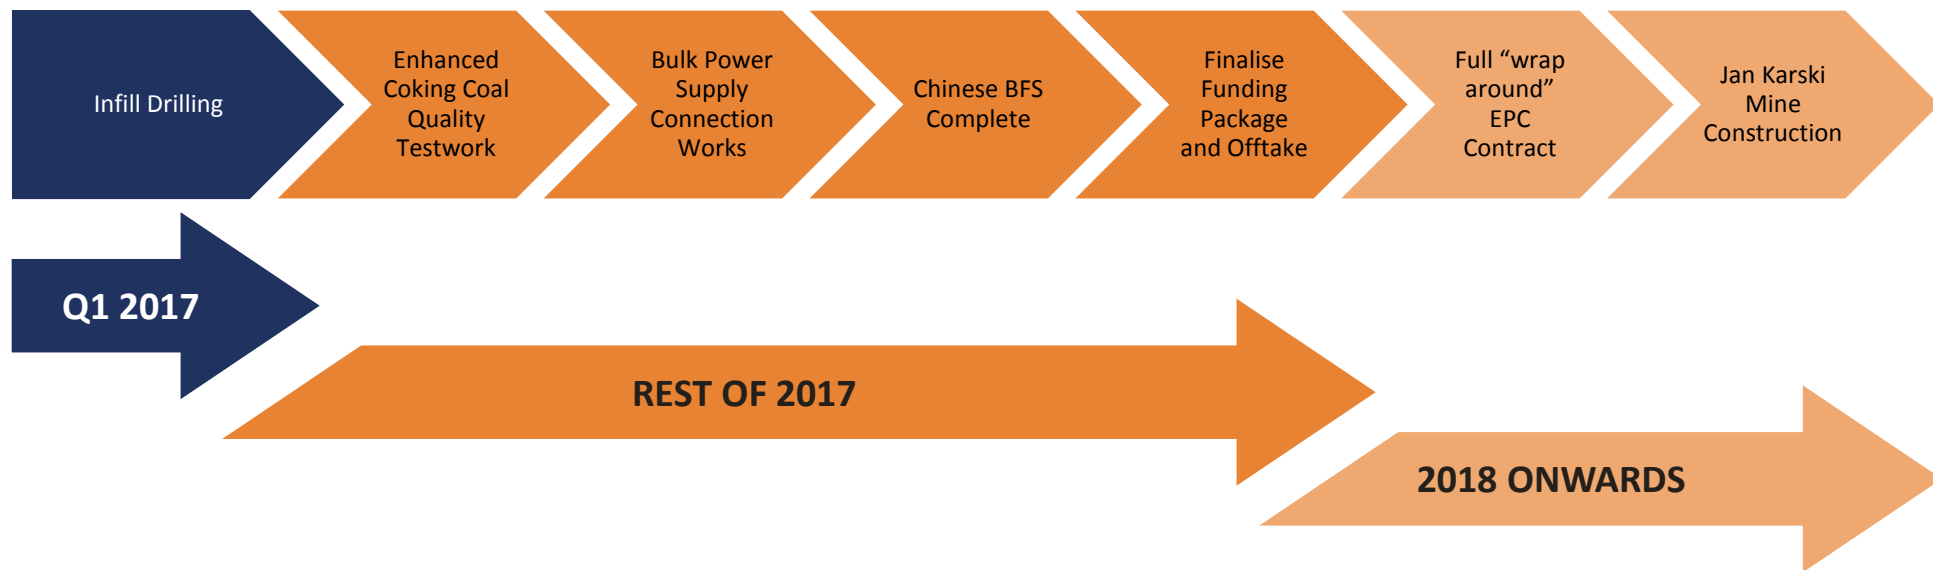 Infill Drilling
Enhanced
Coking Coal
Quality
Testwork
Bulk Power
Supply
Connection
Works
Chinese BFS
Complete
Finalise
Funding
Package
and Offtake
Full “wrap
around”
EPC
Contract
Jan Karski
Mine
Construction
Q1 2017
REST OF 2017
2018 ONWARDS